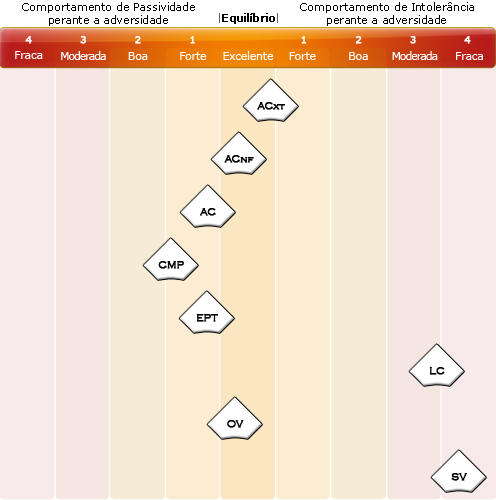 Comportamento de Passividade
perante a adversidade
|Equilíbrio|
Comportamento de Intolerância
perante a adversidade
4 3 2 1 1 2 3 4
Fraca Moderada Boa Forte Excelente Forte Boa Moderada Fraca
ACXT
ACNF
AC
CMP
EPT
LC
OV
SV